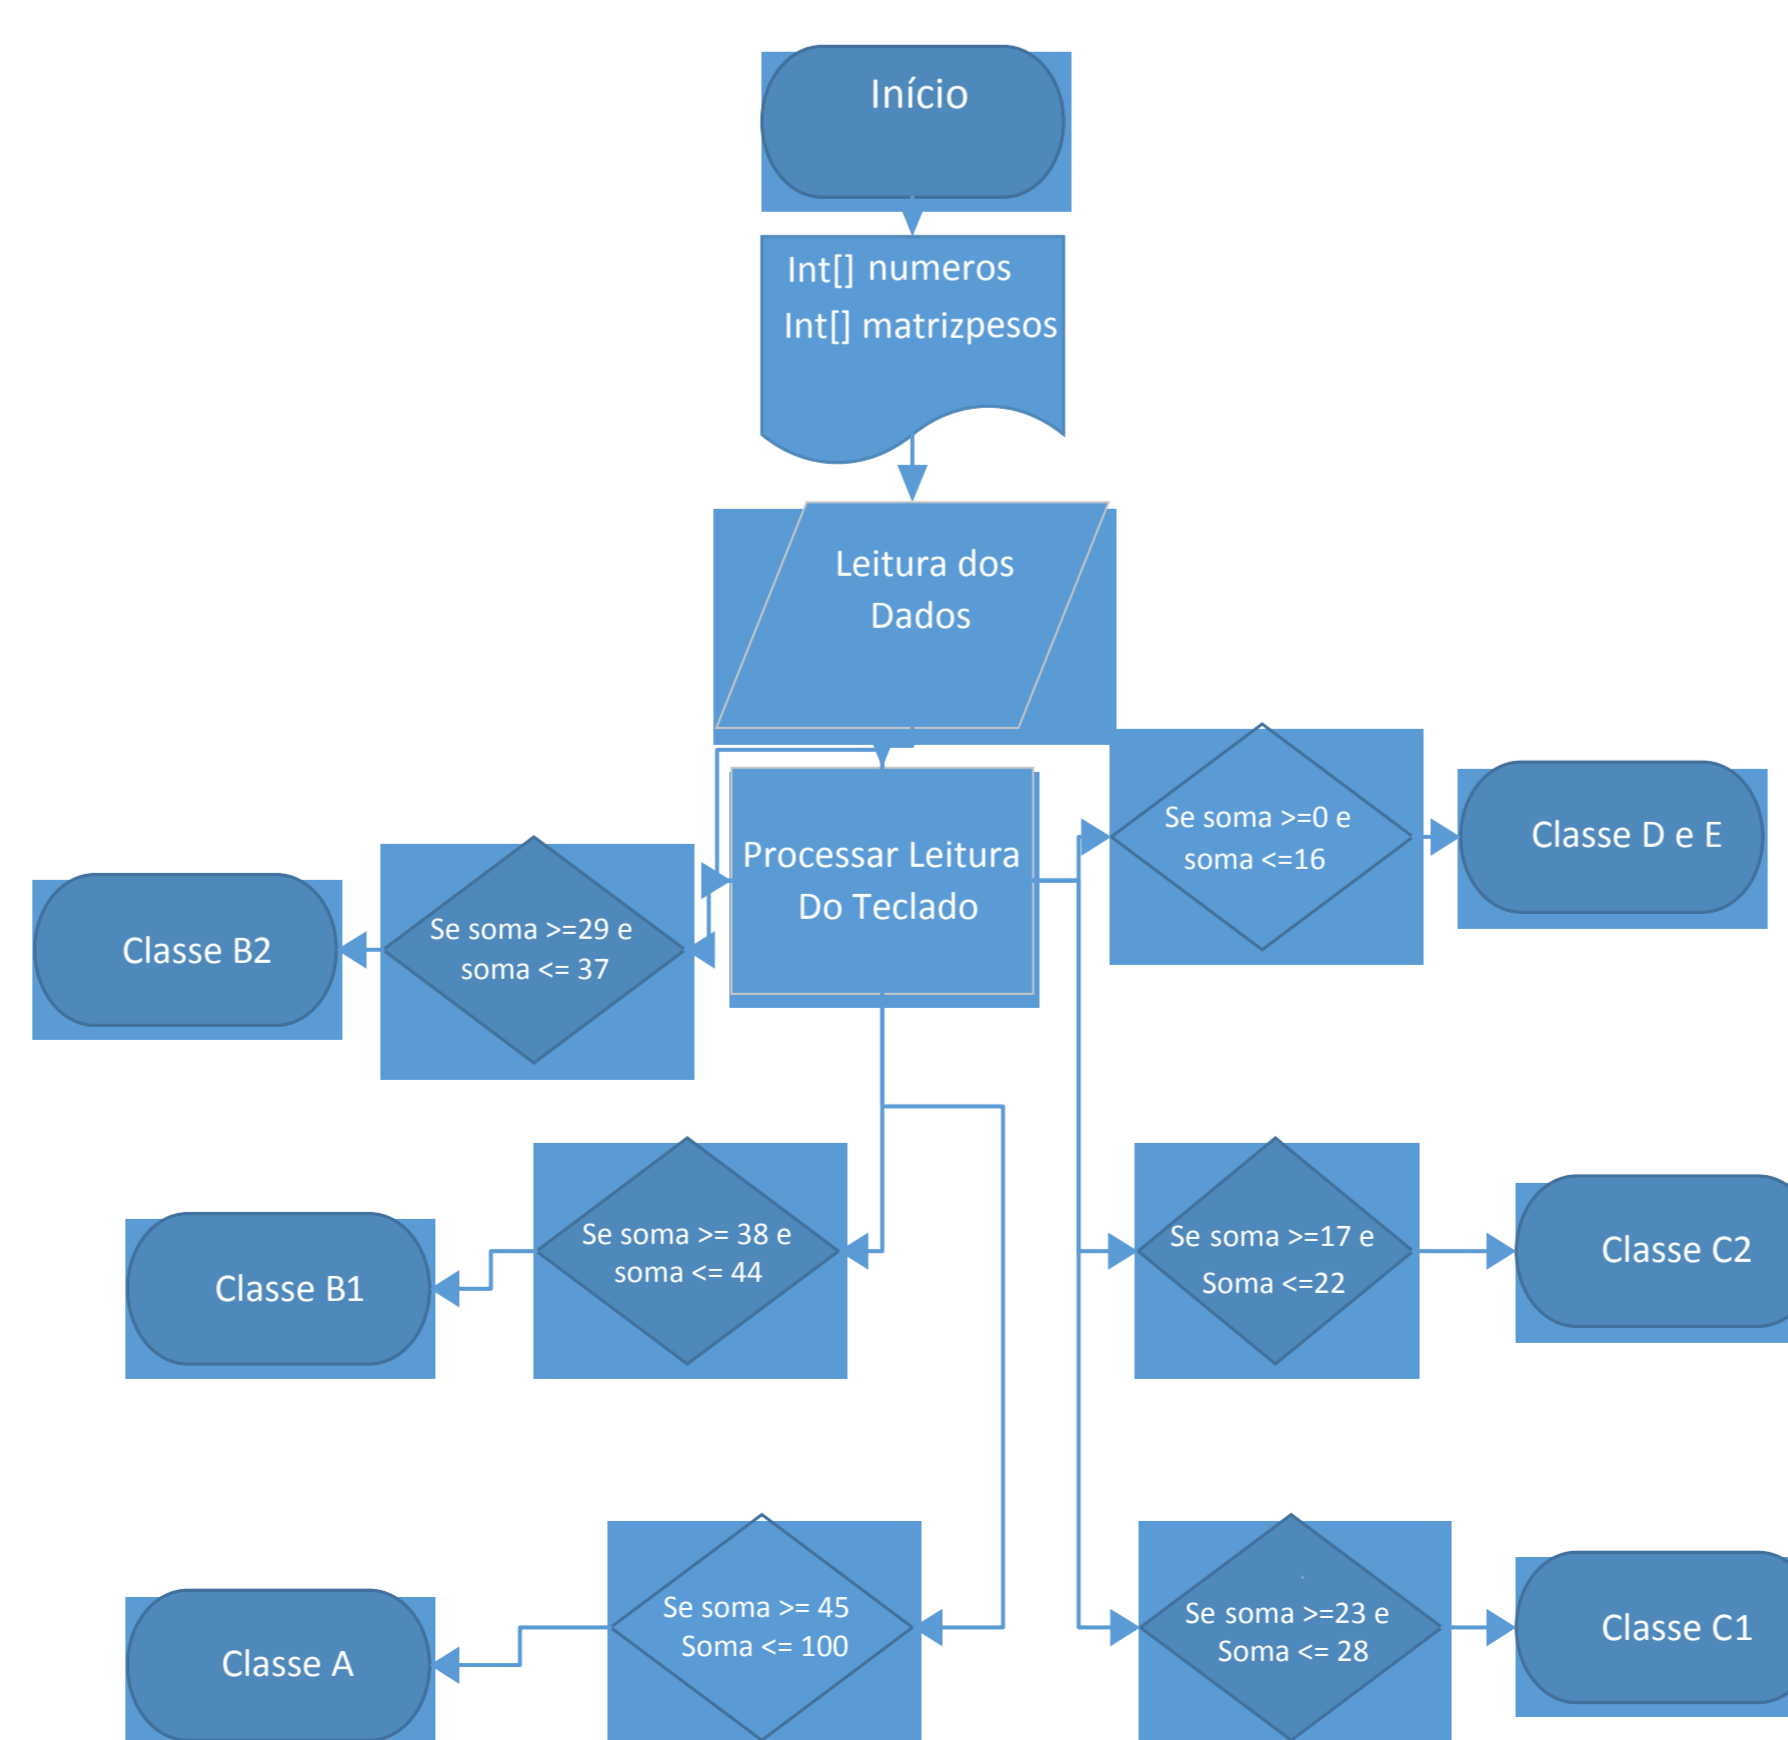 Início
Int[] numeros
Int[] matrizpesos
Leitura dos
Dados
Processar Leitura
Do Teclado
Se soma >=0 e
soma <=16
Classe D e E
Se soma >=29 e
soma <= 37
Classe B2
Se soma >= 38 e
soma <= 44
Classe B1
Se soma >=17 e
Soma <=22
Classe C2
Se soma >= 45
Soma <= 100
Classe A
Se soma >=23 e
Soma <= 28
Classe C1